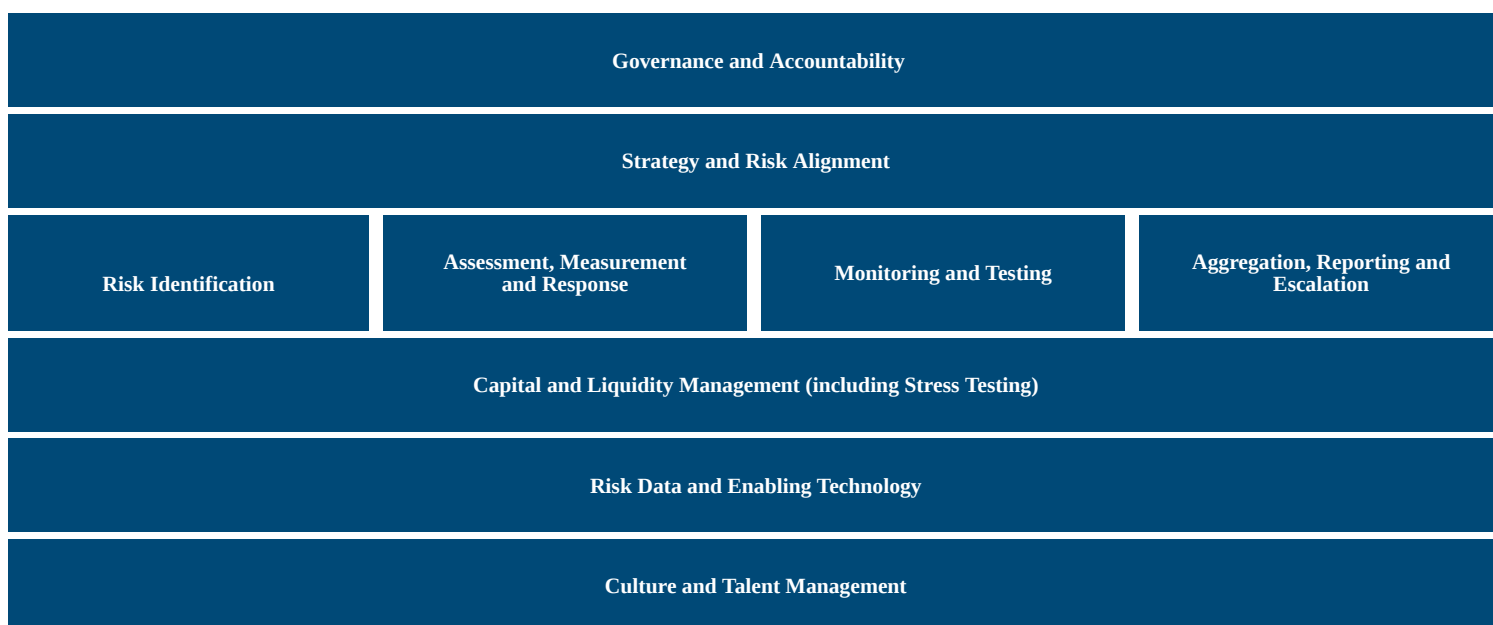 Governance and Accountability
Strategy and Risk Alignment
Risk Identification
Assessment, Measurement
and Response
Monitoring and Testing
Aggregation, Reporting and
Escalation
Capital and Liquidity Management (including Stress Testing)
Risk Data and Enabling Technology
Culture and Talent Management